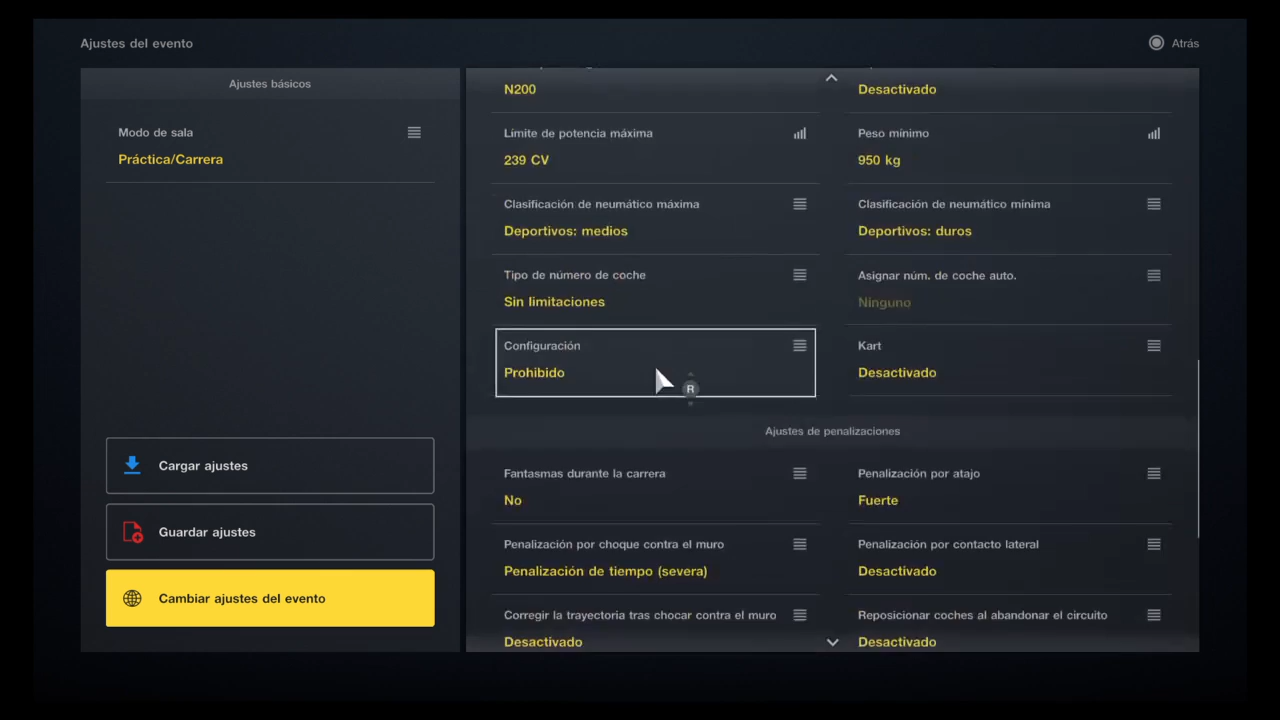 Ajustes del evento
Atrás
Ajustes básicos
Modo de sala
Práctica/Carrera
Cargar ajustes
Guardar ajustes
Cambiar ajustes del evento
N200
Desactivado
Límite de potencia máxima
Peso mínimo
239 CV
950 kg
Clasificación de neumático máxima
Clasificación de neumático mínima
Deportivos: medios
Deportivos: duros
Tipo de número de coche
Asignar núm. de coche auto.
Sin limitaciones
Ninguno
Configuración
Kart
Prohibido
Desactivado
R
Ajustes de penalizaciones
Fantasmas durante la carrera
Penalización por atajo
No
Fuerte
Penalización por choque contra el muro
Penalización por contacto lateral
Penalización de tiempo (severa)
Desactivado
Corregir la trayectoria tras chocar contra el muro
Reposicionar coches al abandonar el circuito
Desactivado
Desactivado